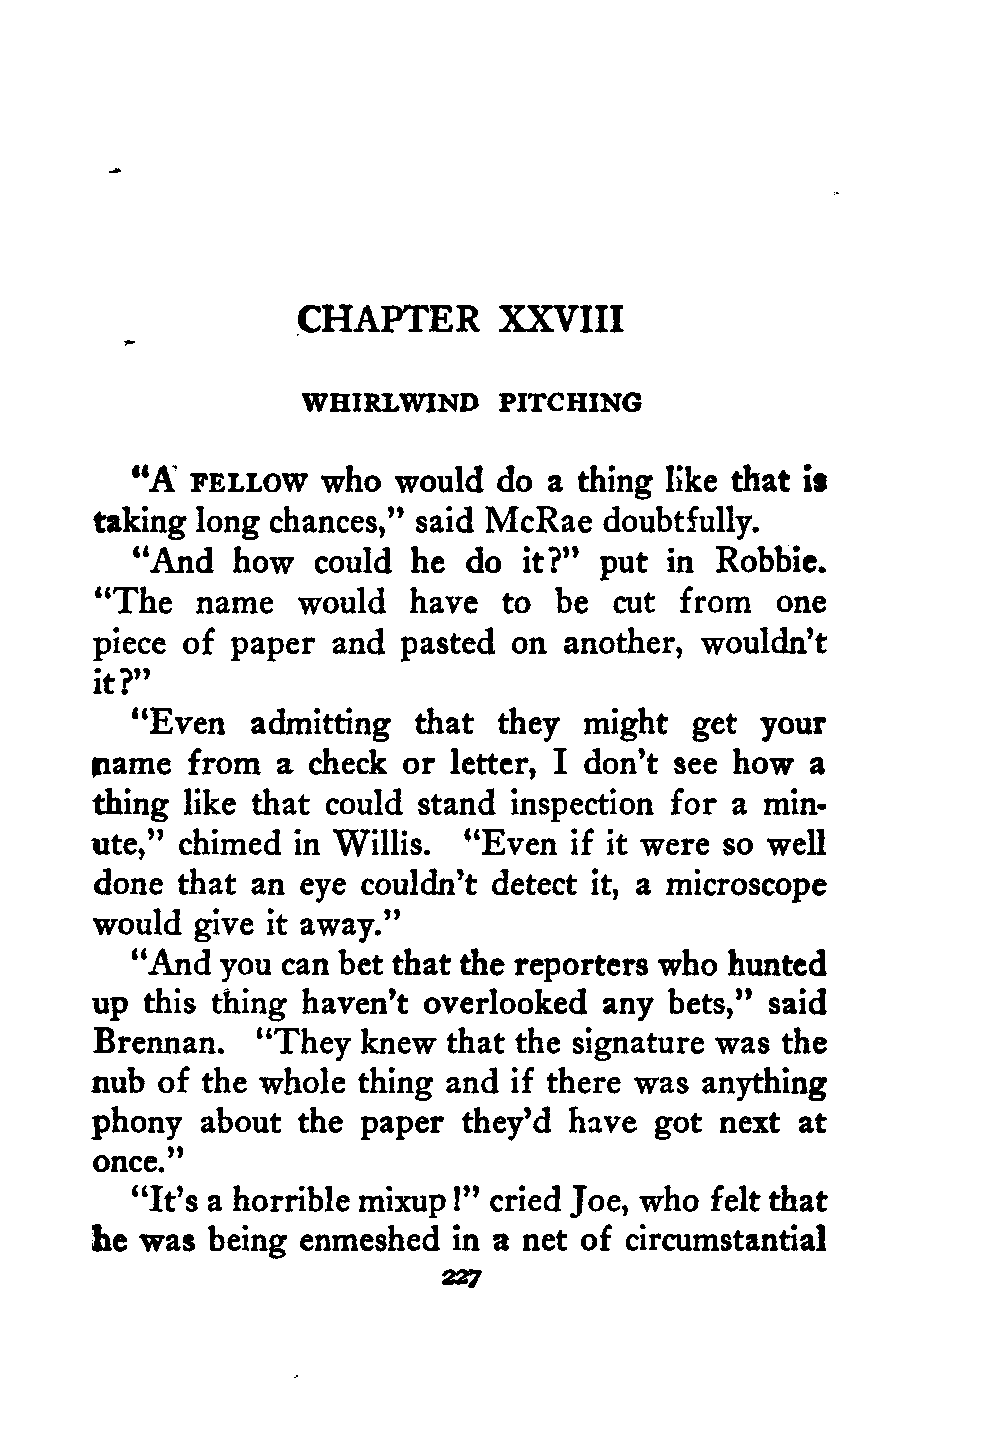 CHAPTER XXVIII
WHIRLWIND PITCHING
“A FELLOW who would do a thing like that is
taking long chances,” said McRae doubtfully.
“And how could he do it?” put in Robbie.
“The name would have to be cut from one
piece of paper and pasted on another, wouldn’t
it?”
“Even admitting that they might get your
name from a check or letter, I don’t see how a
thing like that could stand inspection for a min-
ute,” chimed in Willis. “Even if it were so well
done that an eye couldn’t detect it, a microscope
would give it away.”
“And you can bet that the reporters who hunted
up this thing haven’t overlooked any bets,” said
Brennan. “They knew that the signature was the
nub of the whole thing and if there was anything
phony about the paper they’d have got next at
once.”
“It’s a horrible mixup!” cried Joe, who felt that
he was being enmeshed in a net of circumstantial
227